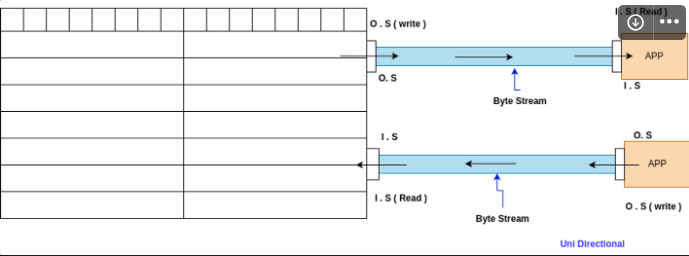 I . S ( Read )
O . S ( write )
APP
O. S
I . S
Byte Stream
I . S
O. S
APP
I . S ( Read )
O . S ( write )
Byte Stream
Uni Directional